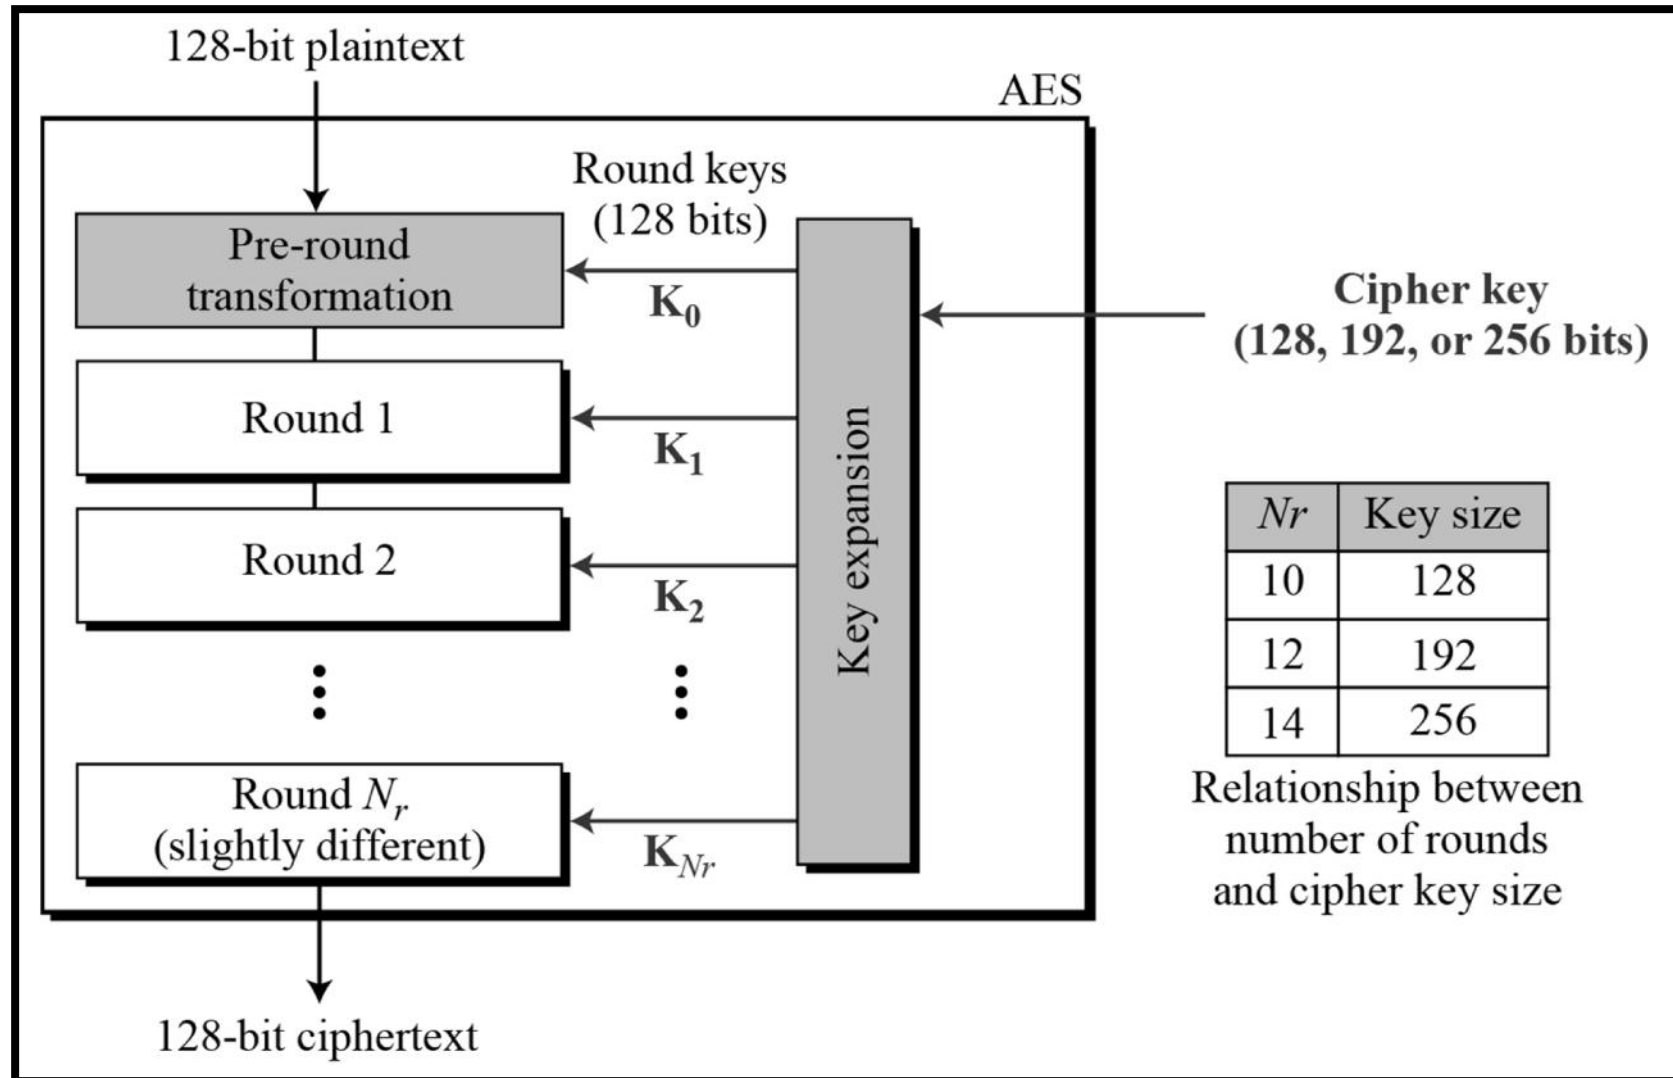 128-bit plaintext
AES
Round keys
(128 bits)
Pre-round
transformation
K0
Cipher key
(128, 192, or 256 bits)
Round 1
K1
Key expansion
Round 2
K2
Nr Key size
10 128
12 192
14 256
Relationship between
number of rounds
and cipher key size
Round Nr
(slightly different)
KNr
128-bit ciphertext